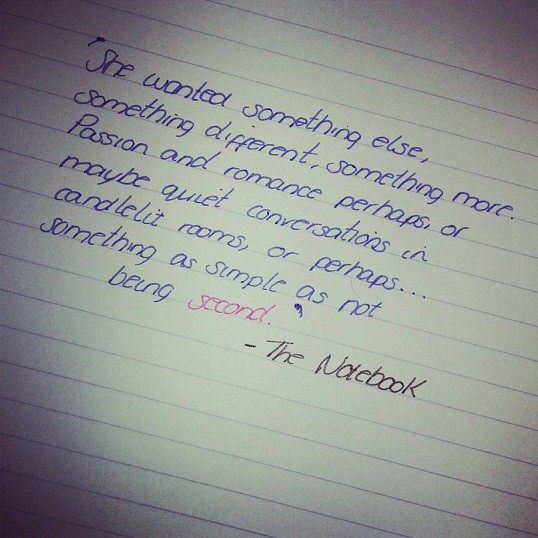 "She wanted something else,
something different, something more.
Passion and romance perhaps, or
maybe quiet conversations in
candlelit rooms, or perhaps...
something as simple as not
being second."
- The Notebook